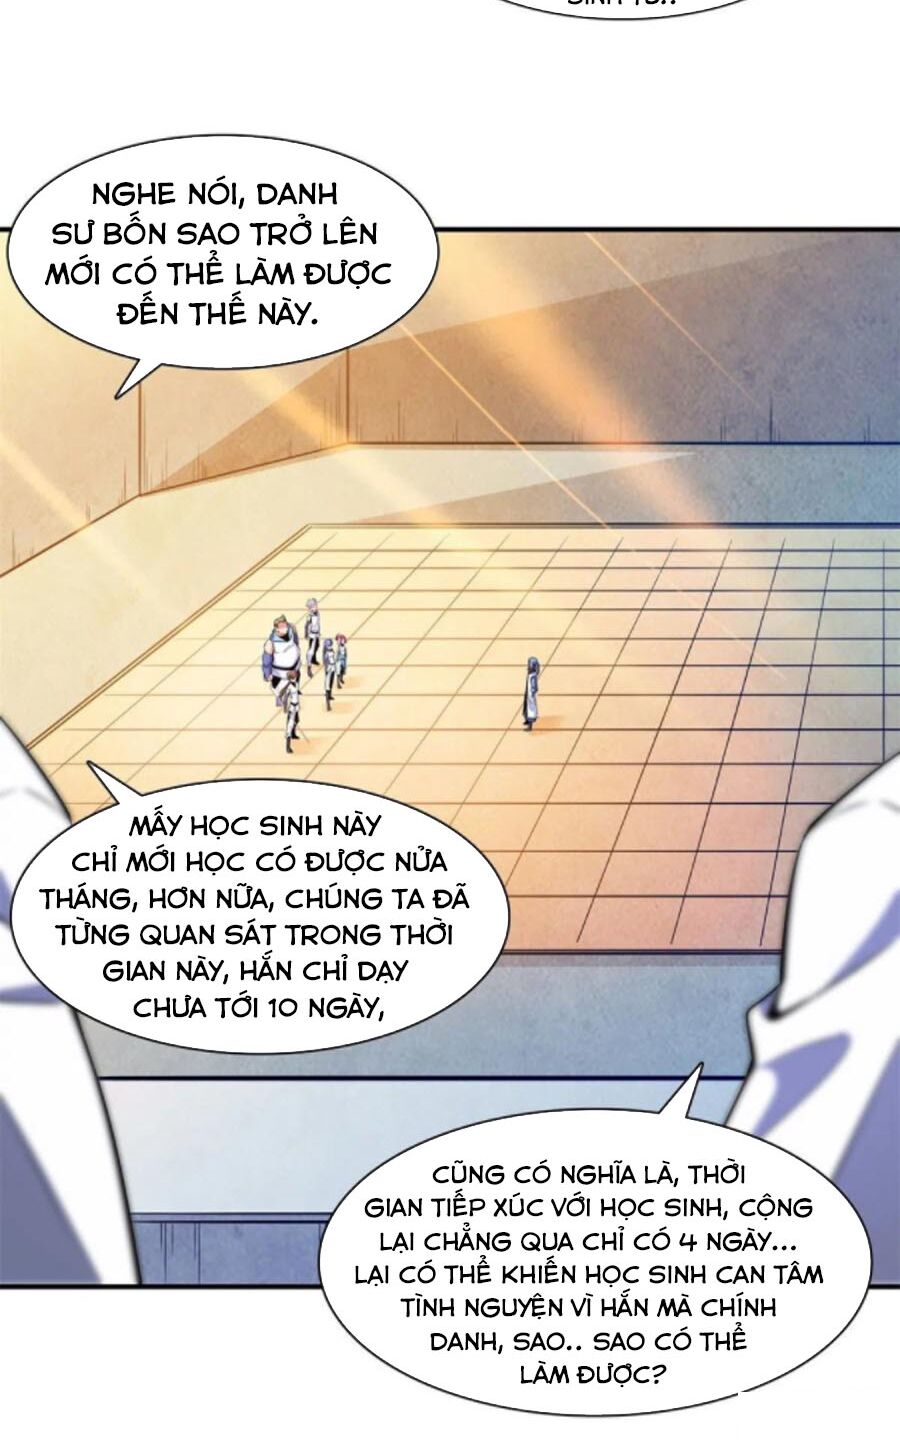 NGHE NÓI, DANH
SƯ BỐN SAO TRỞ LÊN
MỚI CÓ THỂ LÀM ĐƯỢC
ĐẾN THẾ NÀY.
MẤY HỌC SINH NÀY
CHỈ MỚI HỌC CÓ ĐƯỢC NỬA
THÁNG, HƠN NỮA, CHÚNG TA ĐÃ
TỪNG QUAN SÁT TRONG THỜI
GIAN NÀY, HẮN CHỈ DẠY
CHƯA TỚI 10 NGÀY,
CŨNG CÓ NGHĨA LÀ, THỜI
GIAN TIẾP XÚC VỚI HỌC SINH, CỘNG
LẠI CHẲNG QUA CHỈ CÓ 4 NGÀY...
LẠI CÓ THỂ KHIẾN HỌC SINH CAN TÂM
TÌNH NGUYỆN VÌ HẮN MÀ CHÍNH
DANH, SAO.. SAO CÓ THỂ
LÀM ĐƯỢC?